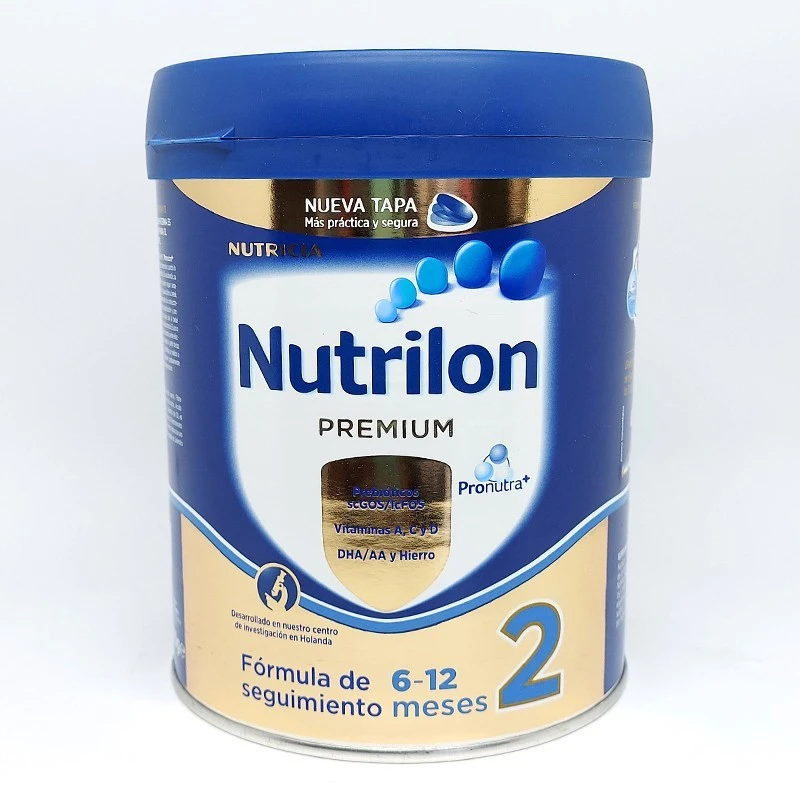 NUEVA TAPA
Más práctica y segura
NUTRICIA
Nutrilon
PREMIUM
Pronutra+
Prebióticos
scGOS/lcFOS
Vitaminas A, C y D
DHA/AA y Hierro
Desarrollado en nuestro centro
de investigación en Holanda
2
Fórmula de 6-12
seguimiento meses